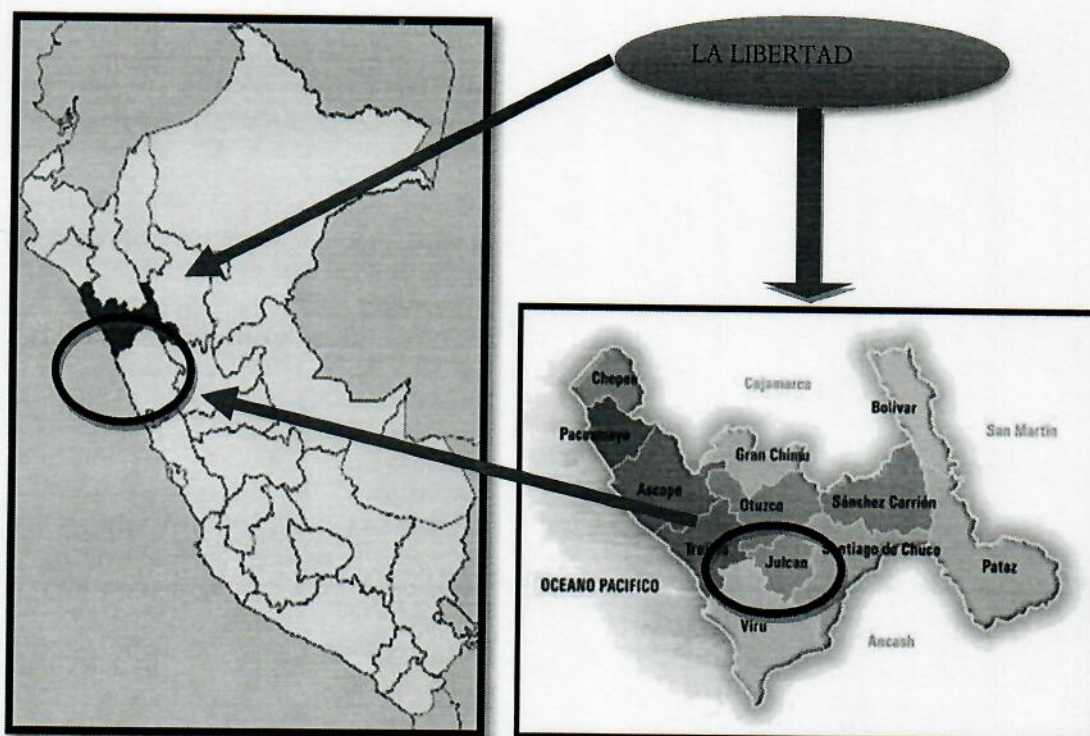 LA LIBERTAD
Chepen
Cajamarca
Bolivar
San Martin
Pacasmayo
Gran Chimu
Ascope
Otuzco
Sánchez Carrión
Santiago de Chuco
Julcan
Pataz
OCEANO PACIFICO
Viru
Ancash